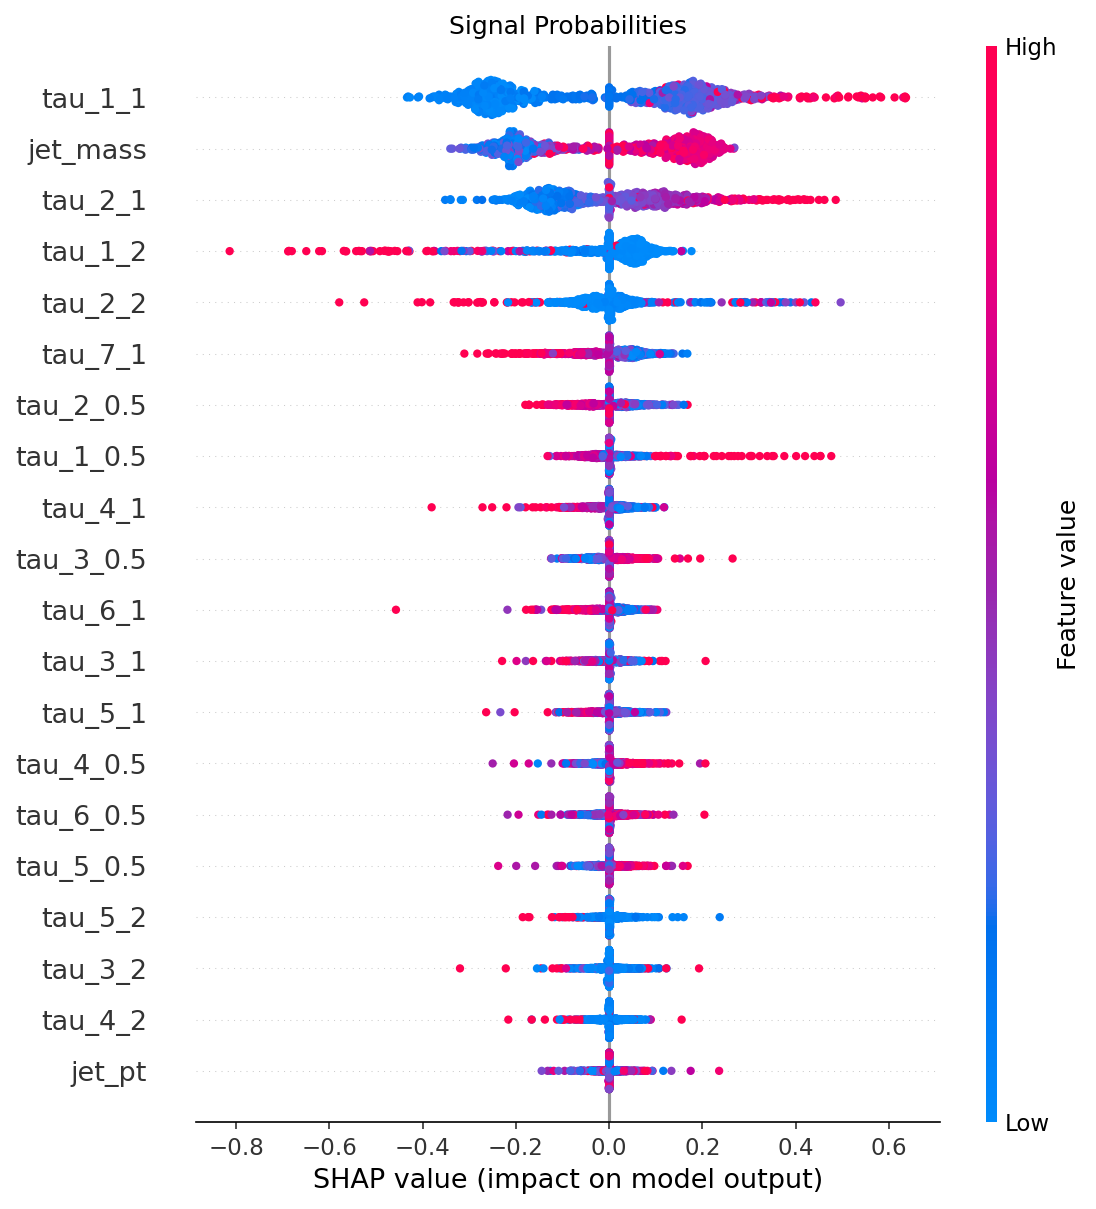 Signal Probabilities
High
tau_1_1
jet_mass
tau_2_1
tau_1_2
tau_2_2
tau_7_1
tau_2_0.5
tau_1_0.5
tau_4_1
tau_3_0.5
tau_6_1
tau_3_1
tau_5_1
tau_4_0.5
tau_6_0.5
tau_5_0.5
tau_5_2
tau_3_2
tau_4_2
jet_pt
Feature value
Low
−0.8 −0.6 −0.4 −0.2 0.0 0.2 0.4 0.6
SHAP value (impact on model output)